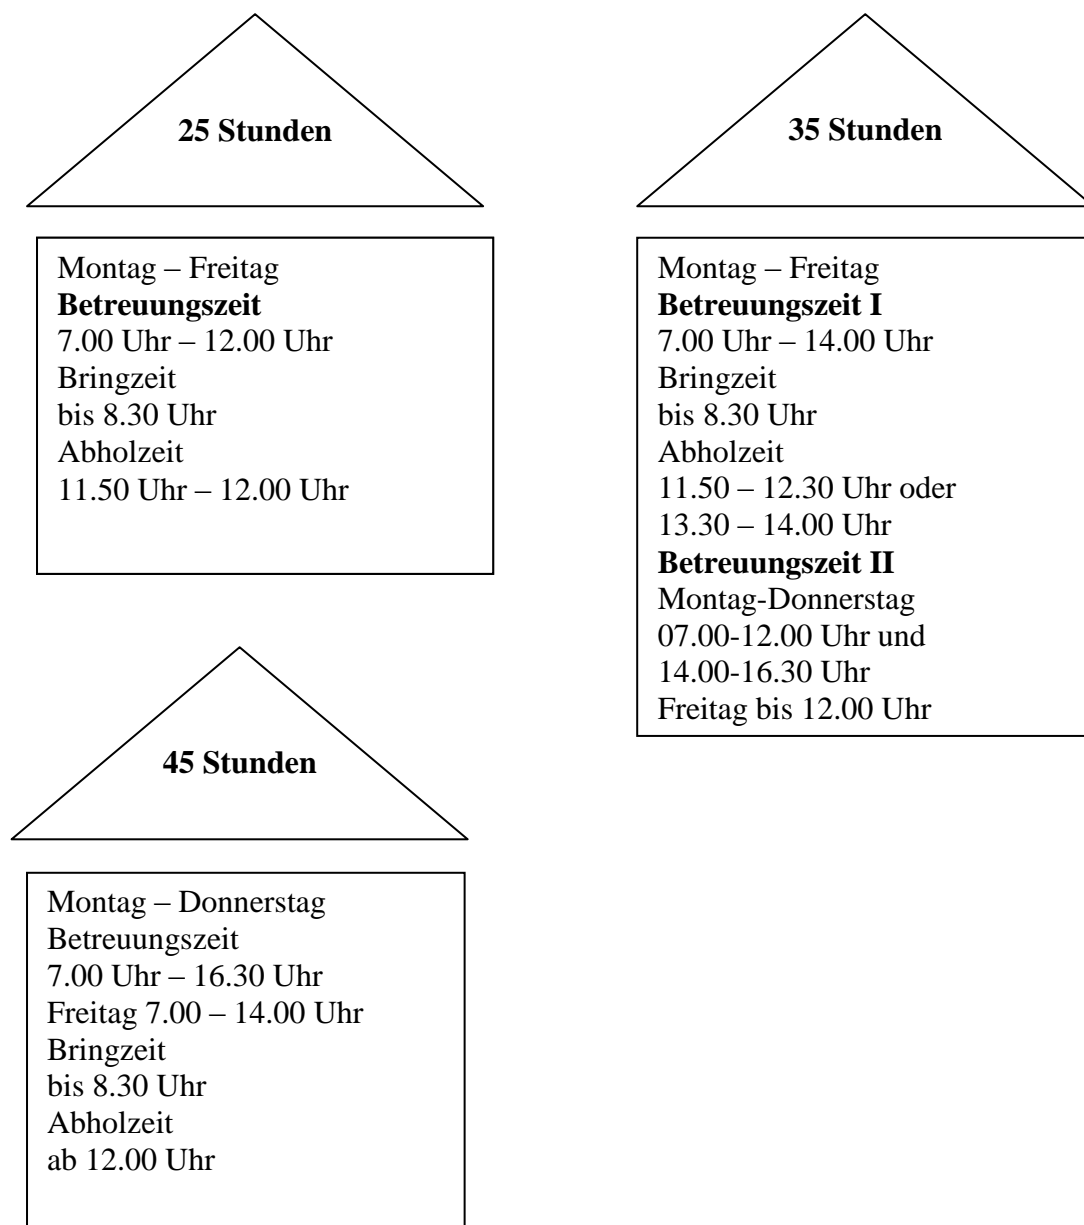 25 Stunden
Montag – Freitag
Betreuungszeit
7.00 Uhr – 12.00 Uhr
Bringzeit
bis 8.30 Uhr
Abholzeit
11.50 Uhr – 12.00 Uhr
35 Stunden
Montag – Freitag
Betreuungszeit I
7.00 Uhr – 14.00 Uhr
Bringzeit
bis 8.30 Uhr
Abholzeit
11.50 – 12.30 Uhr oder
13.30 – 14.00 Uhr
Betreuungszeit II
Montag-Donnerstag
07.00-12.00 Uhr und
14.00-16.30 Uhr
Freitag bis 12.00 Uhr
45 Stunden
Montag – Donnerstag
Betreuungszeit
7.00 Uhr – 16.30 Uhr
Freitag 7.00 – 14.00 Uhr
Bringzeit
bis 8.30 Uhr
Abholzeit
ab 12.00 Uhr